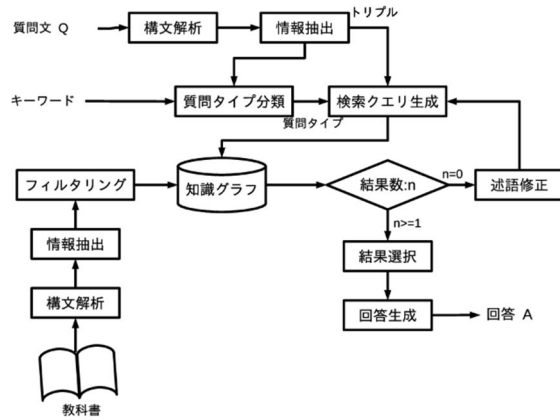 質問文 Q
構文解析
情報抽出
トリプル
キーワード
質問タイプ分類
検索クエリ生成
質問タイプ
フィルタリング
知識グラフ
結果数:n
n=0
述語修正
n>=1
情報抽出
結果選択
構文解析
回答生成
回答 A
教科書